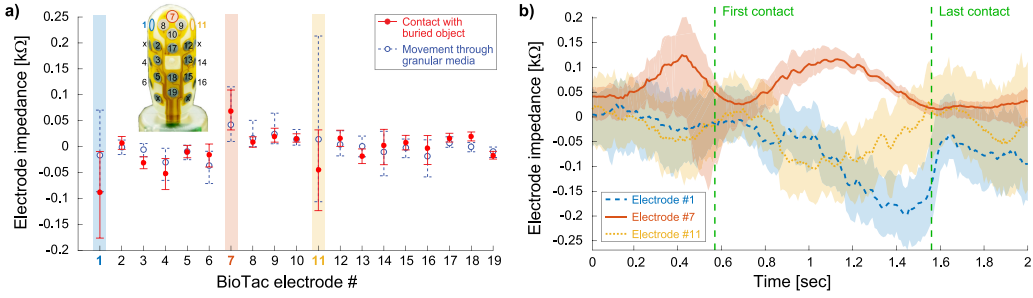 a)
Electrode impedance [kΩ]
0.25
0.2
0.15
0.1
0.05
0
-0.05
-0.1
-0.15
-0.2
1 2 3 4 5 6 7 8 9 10 11 12 13 14 15 16 17 18 19
BioTac electrode #
7
1 8 9 11
10
x 2 17 12 x
4 3 13 14
6 5 18 15 16
19
Contact with
buried object
Movement through
granular media
b)
Electrode impedance [kΩ]
0.2
0.15
0.1
0.05
0
-0.05
-0.1
-0.15
-0.2
-0.25
0 0.2 0.4 0.6 0.8 1 1.2 1.4 1.6 1.8 2
Time [sec]
First contact
Last contact
Electrode #1
Electrode #7
Electrode #11